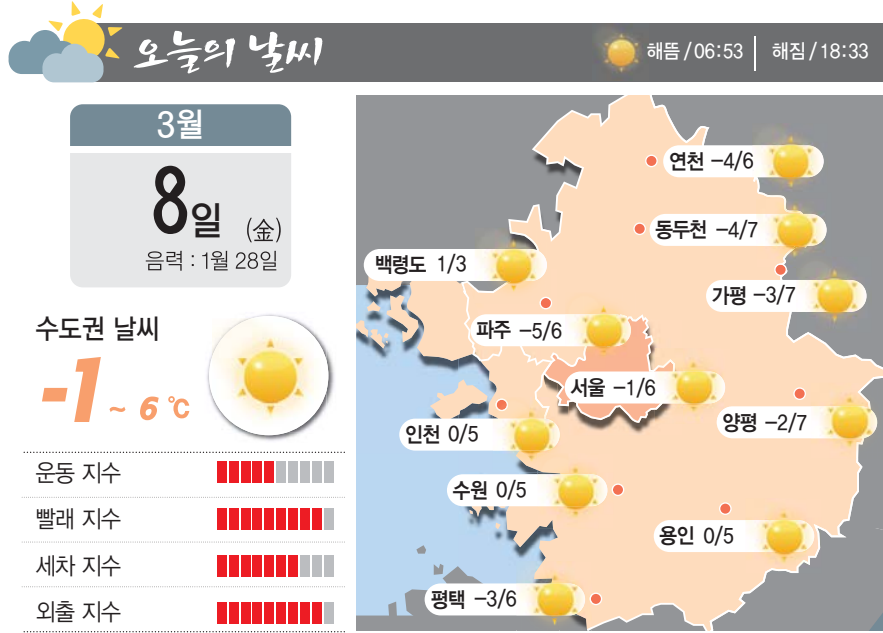 오늘의 날씨
해뜸 / 06:53 해짐 / 18:33
3월
8일 (金)
음력 : 1월 28일
수도권 날씨
-1 ~ 6 ℃
운동 지수
빨래 지수
세차 지수
외출 지수
연천 -4/6
동두천 -4/7
백령도 1/3
가평 -3/7
파주 -5/6
서울 -1/6
양평 -2/7
인천 0/5
수원 0/5
용인 0/5
평택 -3/6